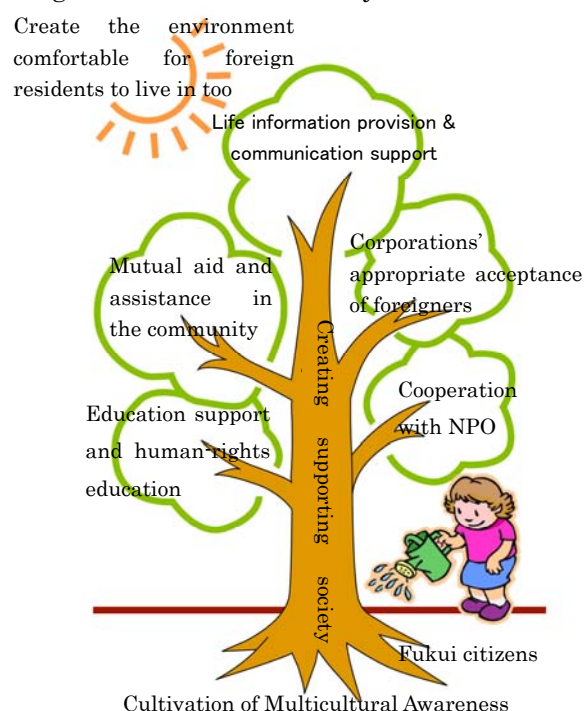 Create the environment
comfortable for foreign
residents to live in too
Life information provision &
communication support
Mutual aid and
assistance in
the community
Corporations'
appropriate acceptance
of foreigners
Creating supporting society
Education support
and human-rights
education
Cooperation
with NPO
Fukui citizens
Cultivation of Multicultural Awareness